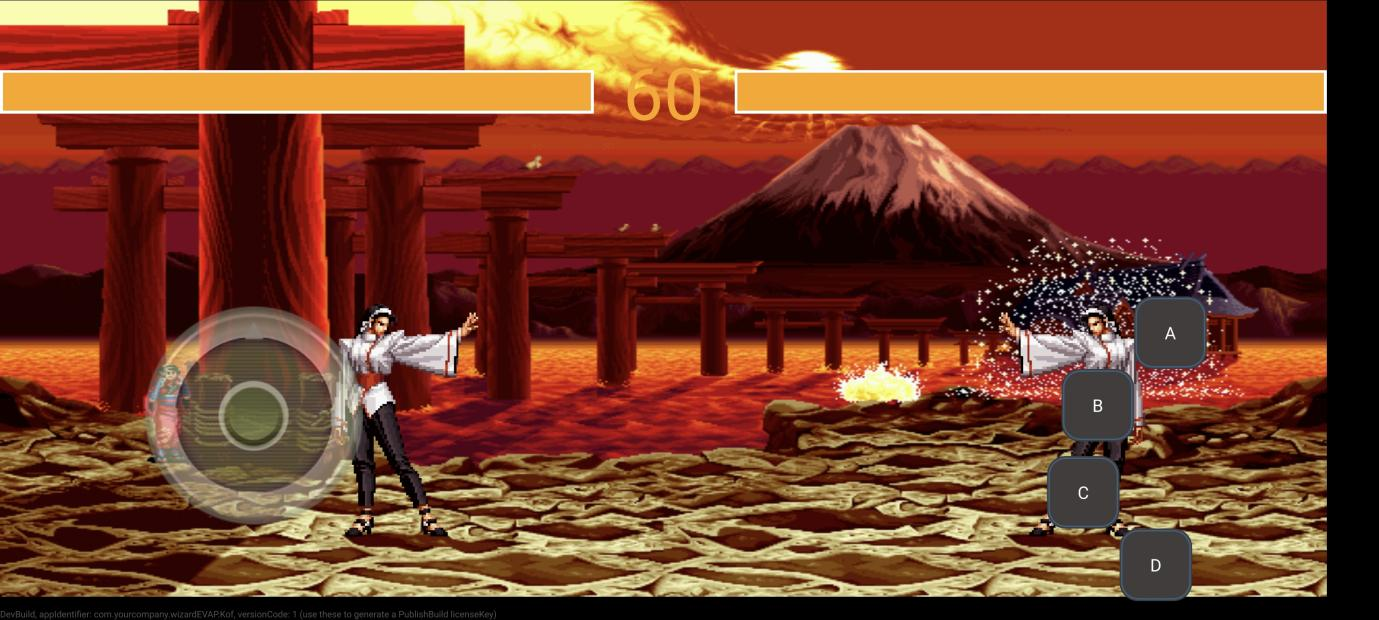 60
A
B
C
D
DevBuild, appIdentifier: com.yourcompany.wizardEVAP.Kof, versionCode: 1 (use these to generate a PublishBuild licenseKey)